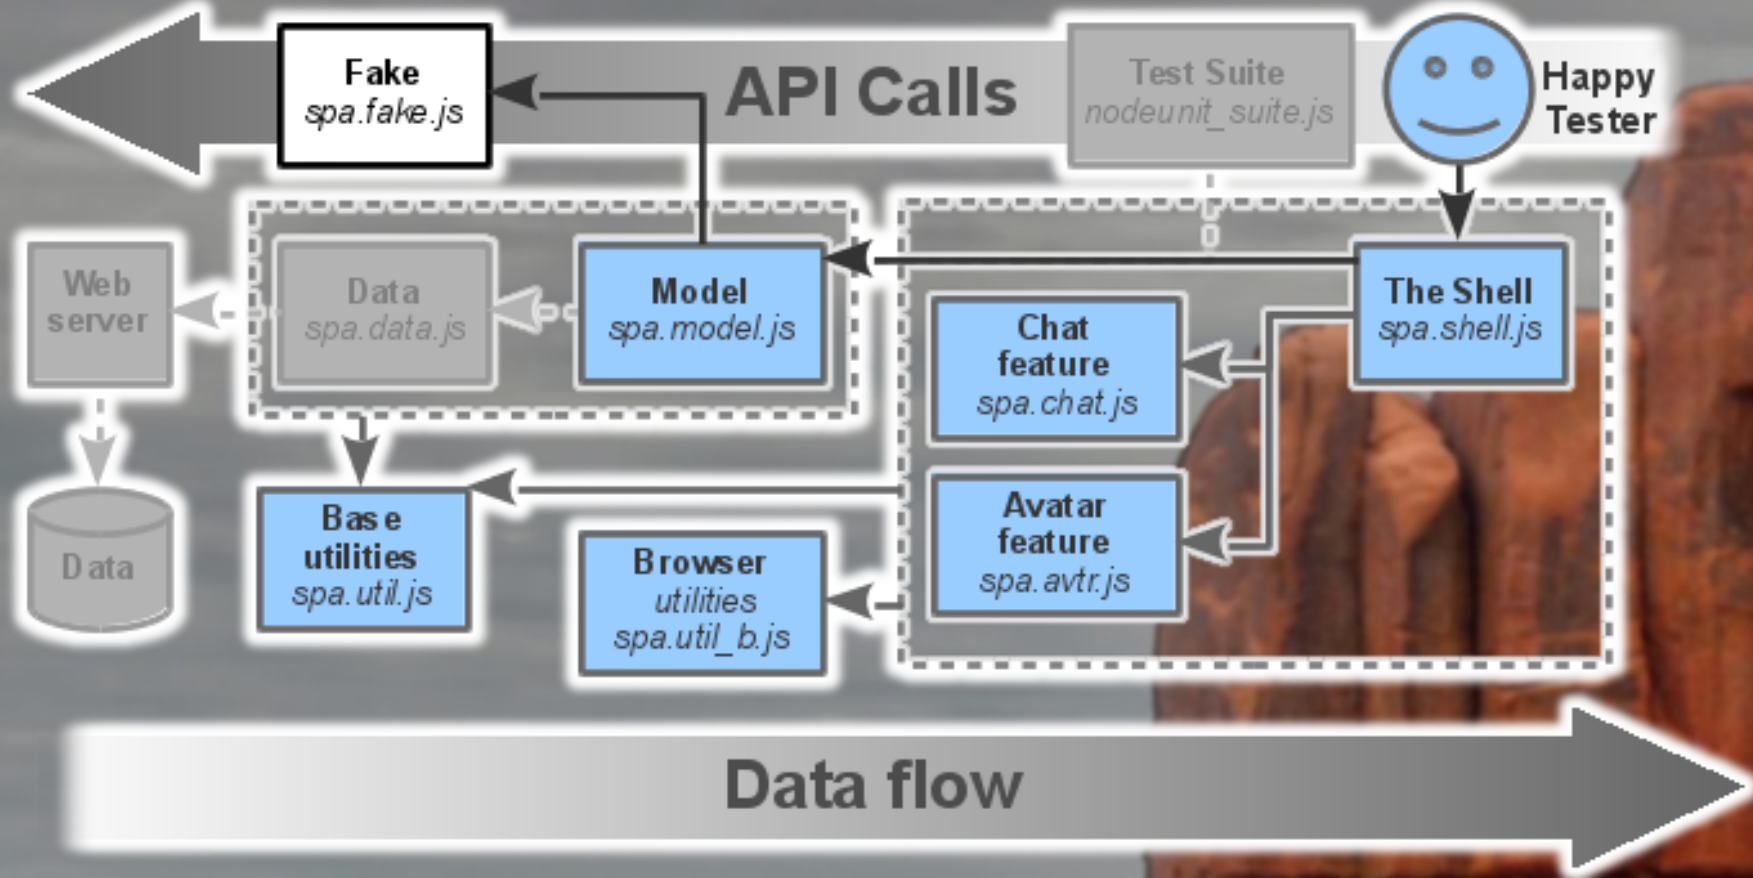 Fake
spa.fake.js
API Calls
Test Suite
nodeunit_suite.js
Happy
Tester
Web
server
Data
spa.data.js
Model
spa.model.js
The Shell
spa.shell.js
Chat
feature
spa.chat.js
Data
Base
utilities
spa.util.js
Browser
utilities
spa.util_b.js
Avatar
feature
spa.avtr.js
Data flow